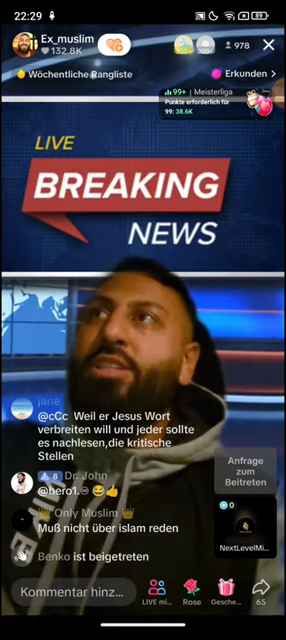 22:29
89
Ex_muslim
132.8K
300+
300+
978
Wöchentliche Rangliste
Erkunden >
99+ | Meisterliga
Punkte erforderlich für
99: 38.6K
LIVE
BREAKING
NEWS
jane
@cCc Weil er Jesus Wort
verbreiten will und jeder sollte
es nachlesen,die kritische
Stellen
8 Dr. John
@hero1.♾ 😂👍
👑 Only Muslim 👑
Muß nicht über islam reden
Benko ist beigetreten
Anfrage
zum
Beitreten
0
NextLevelMi...
Kommentar hinz...
LIVE mi...
Rose
Gesche...
65